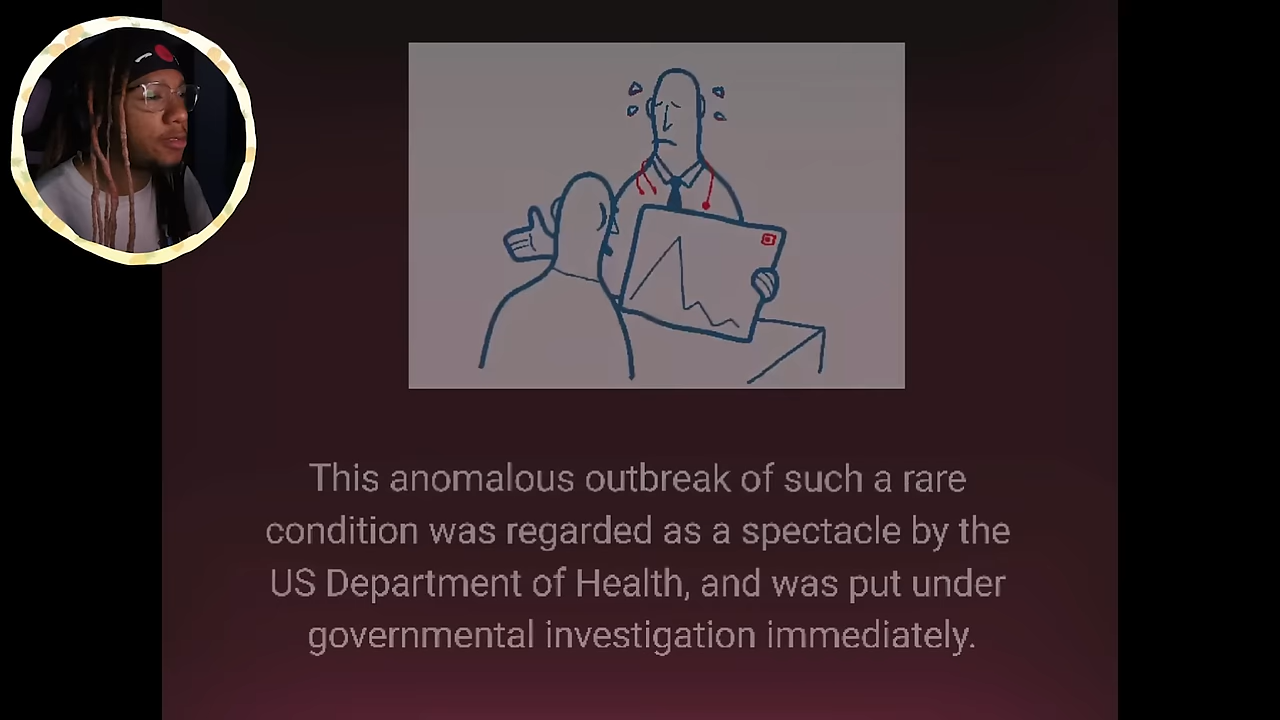 This anomalous outbreak of such a rare
condition was regarded as a spectacle by the
US Department of Health, and was put under
governmental investigation immediately.